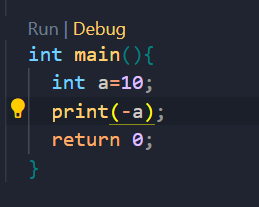 Run | Debug
int main(){
int a=10;
print(-a);
return 0;
}